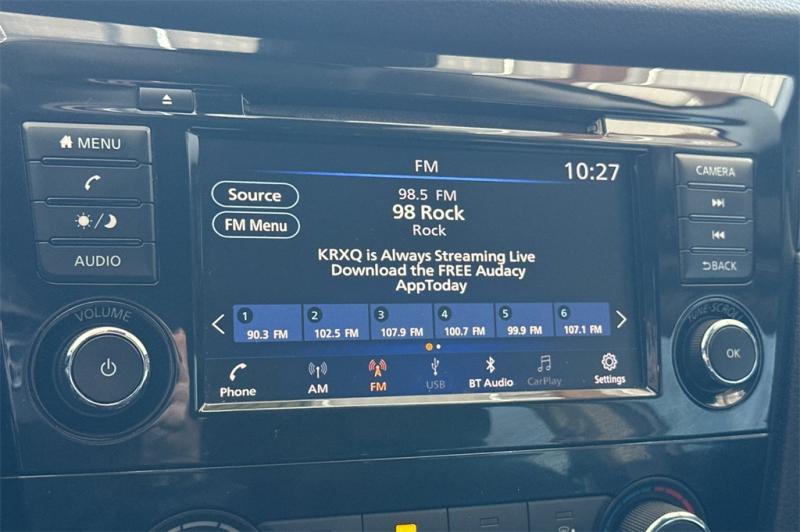 MENU
AUDIO
VOLUME
FM
10:27
Source
FM Menu
98.5 FM
98 Rock
Rock
KRXQ is Always Streaming Live
Download the FREE Audacy
AppToday
1 2 3 4 5 6
90.3 FM 102.5 FM 107.9 FM 100.7 FM 99.9 FM 107.1 FM
Phone AM FM USB BT Audio CarPlay Settings
CAMERA
BACK
TUNE·SCROLL
OK